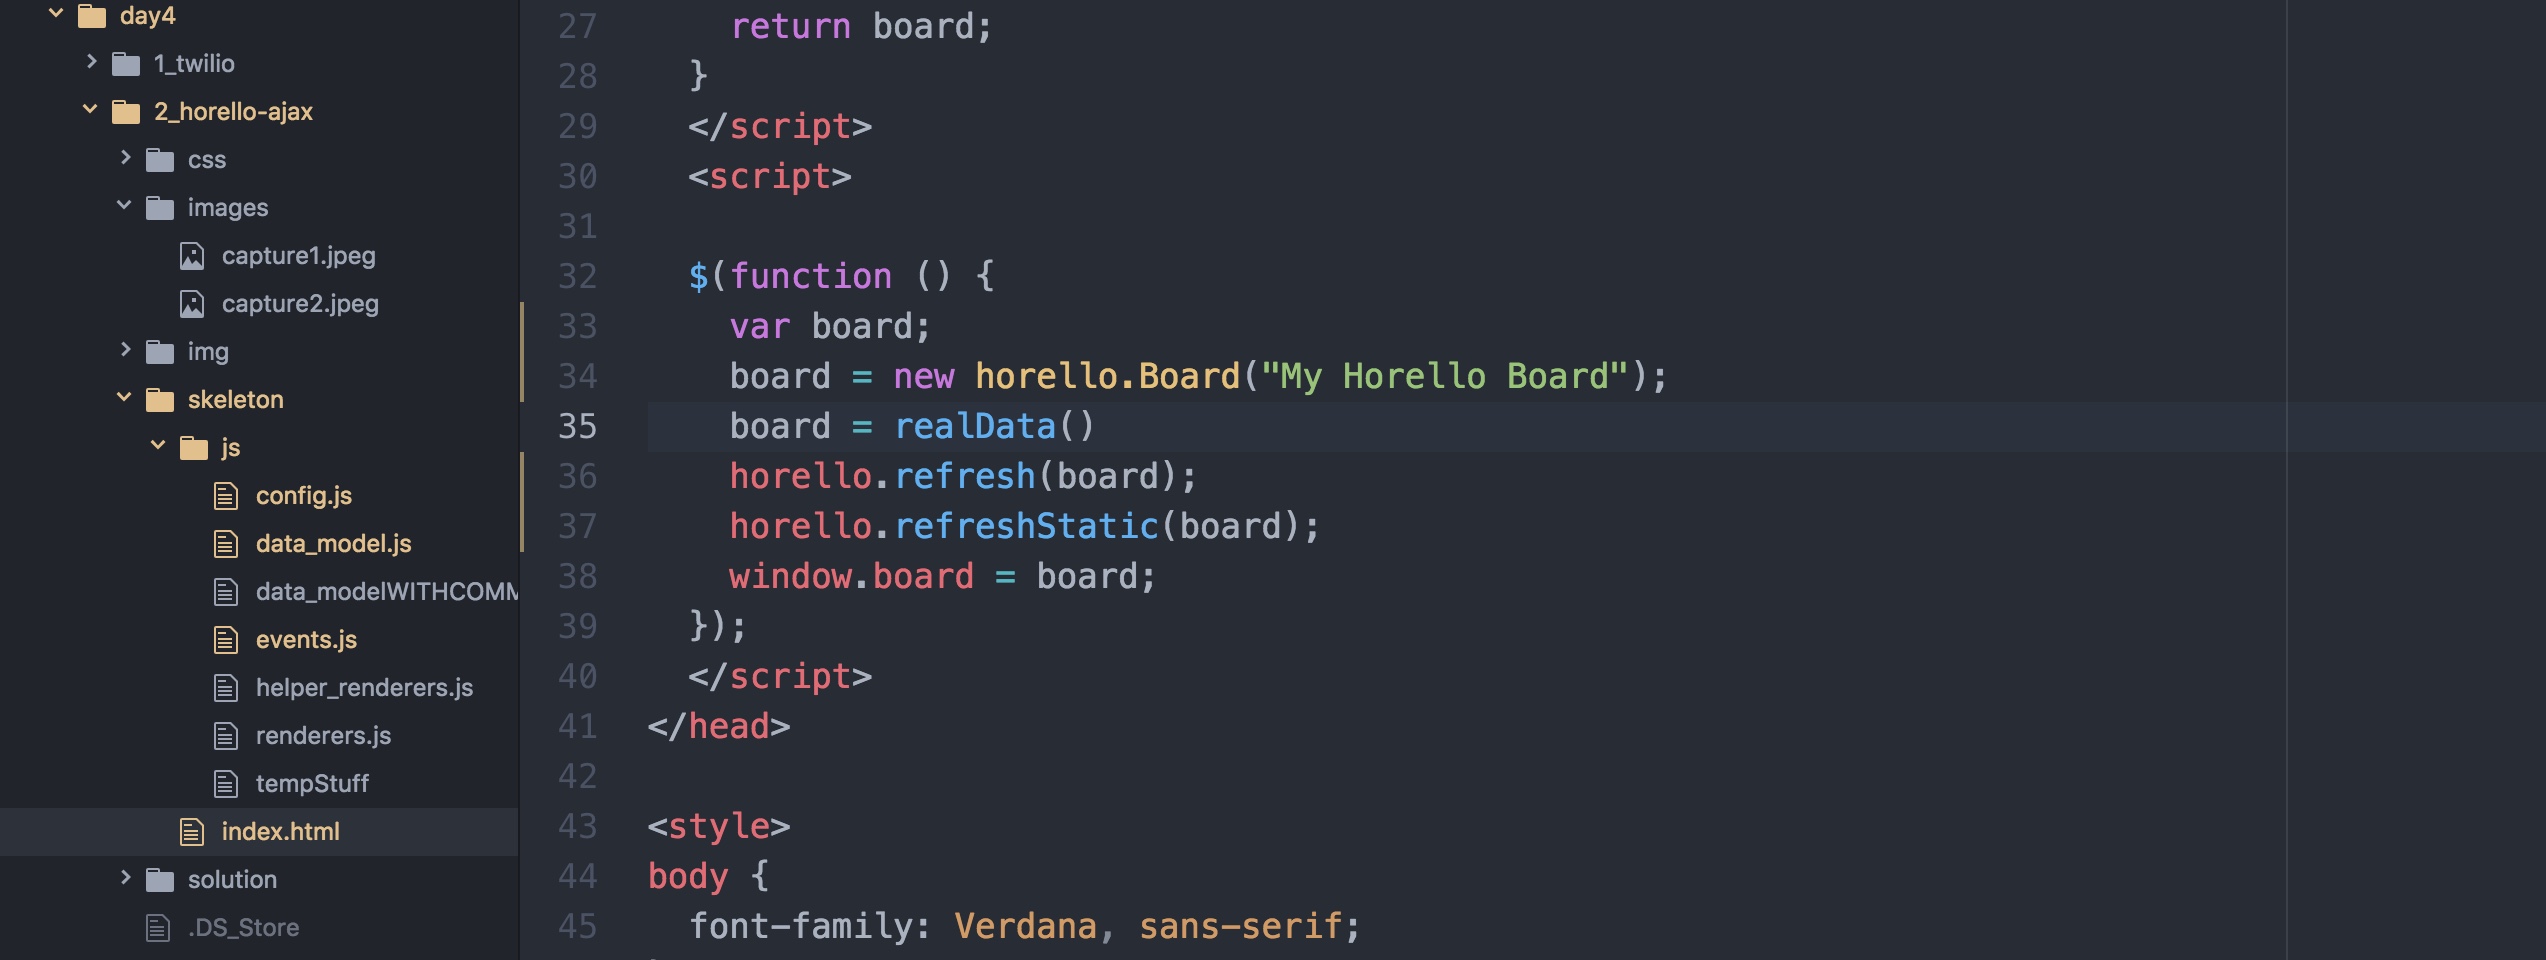 day4
1_twilio
2_horello-ajax
css
images
capture1.jpeg
capture2.jpeg
img
skeleton
js
config.js
data_model.js
data_modelWITHCOMM
events.js
helper_renderers.js
renderers.js
tempStuff
index.html
solution
.DS_Store
27     return board;
28   }
29   </script>
30   <script>
31
32   $(function () {
33     var board;
34     board = new horello.Board("My Horello Board");
35     board = realData()
36     horello.refresh(board);
37     horello.refreshStatic(board);
38     window.board = board;
39   });
40   </script>
41 </head>
42
43 <style>
44 body {
45   font-family: Verdana, sans-serif;